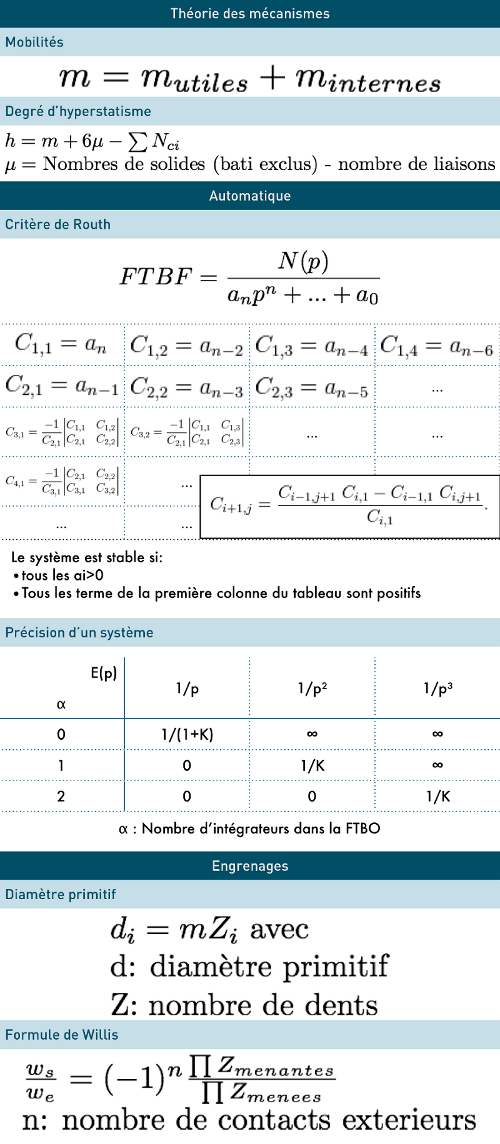 Théorie des mécanismes
Mobilités
m = m_{utiles} + m_{internes}
Degré d'hyperstatisme
h = m + 6μ − ∑ N_{ci}
μ = Nombres de solides (bati exclus) - nombre de liaisons
Automatique
Critère de Routh
FTBF = \frac{N(p)}{a_n p^n + ... + a_0}
C_{1,1} = a_n C_{1,2} = a_{n−2} C_{1,3} = a_{n−4} C_{1,4} = a_{n−6}
C_{2,1} = a_{n−1} C_{2,2} = a_{n−3} C_{2,3} = a_{n−5} ...
C_{3,1} = \frac{−1}{C_{2,1}} \begin{vmatrix} C_{1,1} & C_{1,2} \\ C_{2,1} & C_{2,2} \end{vmatrix} C_{3,2} = \frac{−1}{C_{2,1}} \begin{vmatrix} C_{1,1} & C_{1,3} \\ C_{2,1} & C_{2,3} \end{vmatrix} ... ...
C_{4,1} = \frac{−1}{C_{3,1}} \begin{vmatrix} C_{2,1} & C_{2,2} \\ C_{3,1} & C_{3,2} \end{vmatrix} ...
C_{i+1,j} = \frac{C_{i−1,j+1} C_{i,1} − C_{i−1,1} C_{i,j+1}}{C_{i,1}}.
... ...
Le système est stable si:
•tous les ai>0
•Tous les terme de la première colonne du tableau sont positifs
Précision d'un système
E(p)
α 1/p 1/p² 1/p³
0 1/(1+K) ∞ ∞
1 0 1/K ∞
2 0 0 1/K
α : Nombre d'intégrateurs dans la FTBO
Engrenages
Diamètre primitif
d_i = mZ_i avec
d: diamètre primitif
Z: nombre de dents
Formule de Willis
\frac{w_s}{w_e} = (−1)^n \frac{∏ Z_{menantes}}{∏ Z_{menees}}
n: nombre de contacts exterieurs